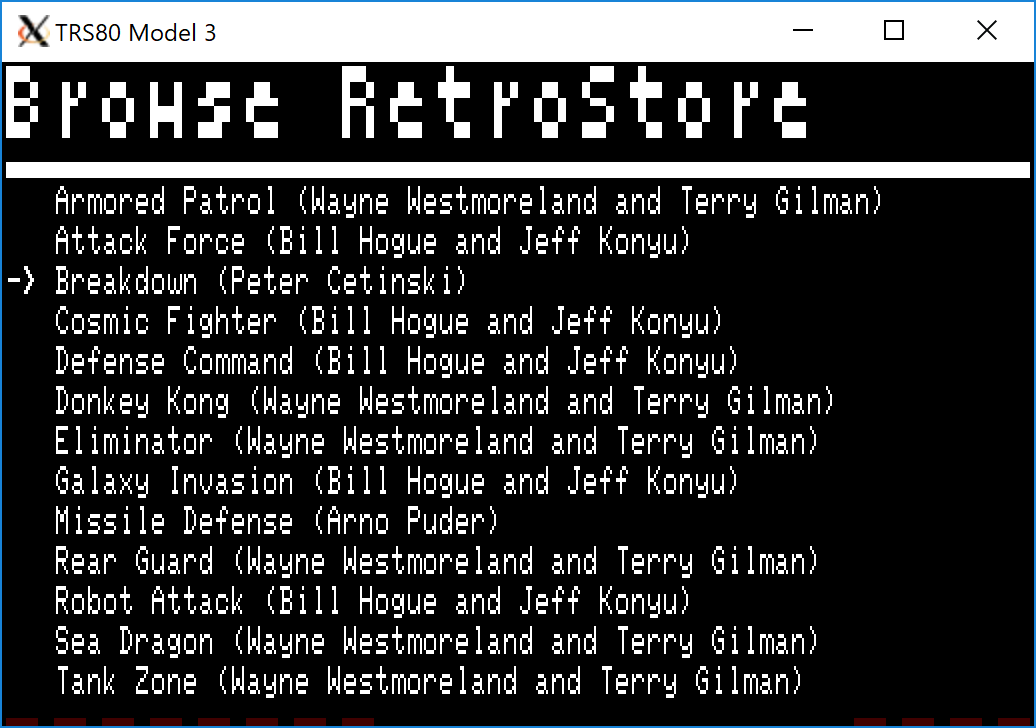 TRS80 Model 3
Browse RetroStore
Armored Patrol (Wayne Westmoreland and Terry Gilman)
Attack Force (Bill Hogue and Jeff Konyu)
-> Breakdown (Peter Cetinski)
Cosmic Fighter (Bill Hogue and Jeff Konyu)
Defense Command (Bill Hogue and Jeff Konyu)
Donkey Kong (Wayne Westmoreland and Terry Gilman)
Eliminator (Wayne Westmoreland and Terry Gilman)
Galaxy Invasion (Bill Hogue and Jeff Konyu)
Missile Defense (Arno Puder)
Rear Guard (Wayne Westmoreland and Terry Gilman)
Robot Attack (Bill Hogue and Jeff Konyu)
Sea Dragon (Wayne Westmoreland and Terry Gilman)
Tank Zone (Wayne Westmoreland and Terry Gilman)